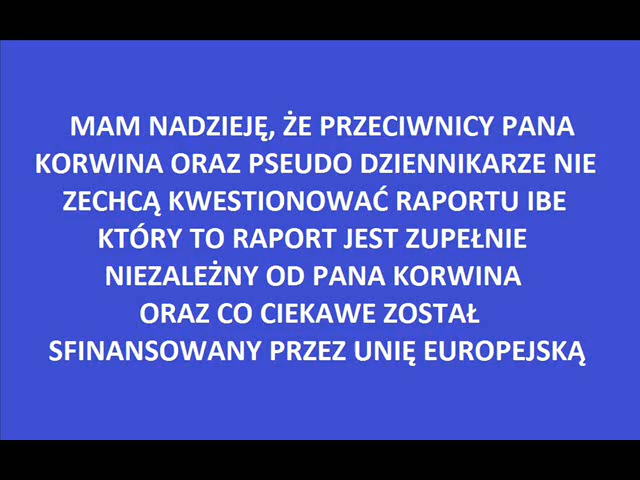 MAM NADZIEJĘ, ŻE PRZECIWNICY PANA
KORWINA ORAZ PSEUDO DZIENNIKARZE NIE
ZECHCĄ KWESTIONOWAĆ RAPORTU IBE
KTÓRY TO RAPORT JEST ZUPEŁNIE
NIEZALEŻNY OD PANA KORWINA
ORAZ CO CIEKAWE ZOSTAŁ
SFINANSOWANY PRZEZ UNIĘ EUROPEJSKĄ